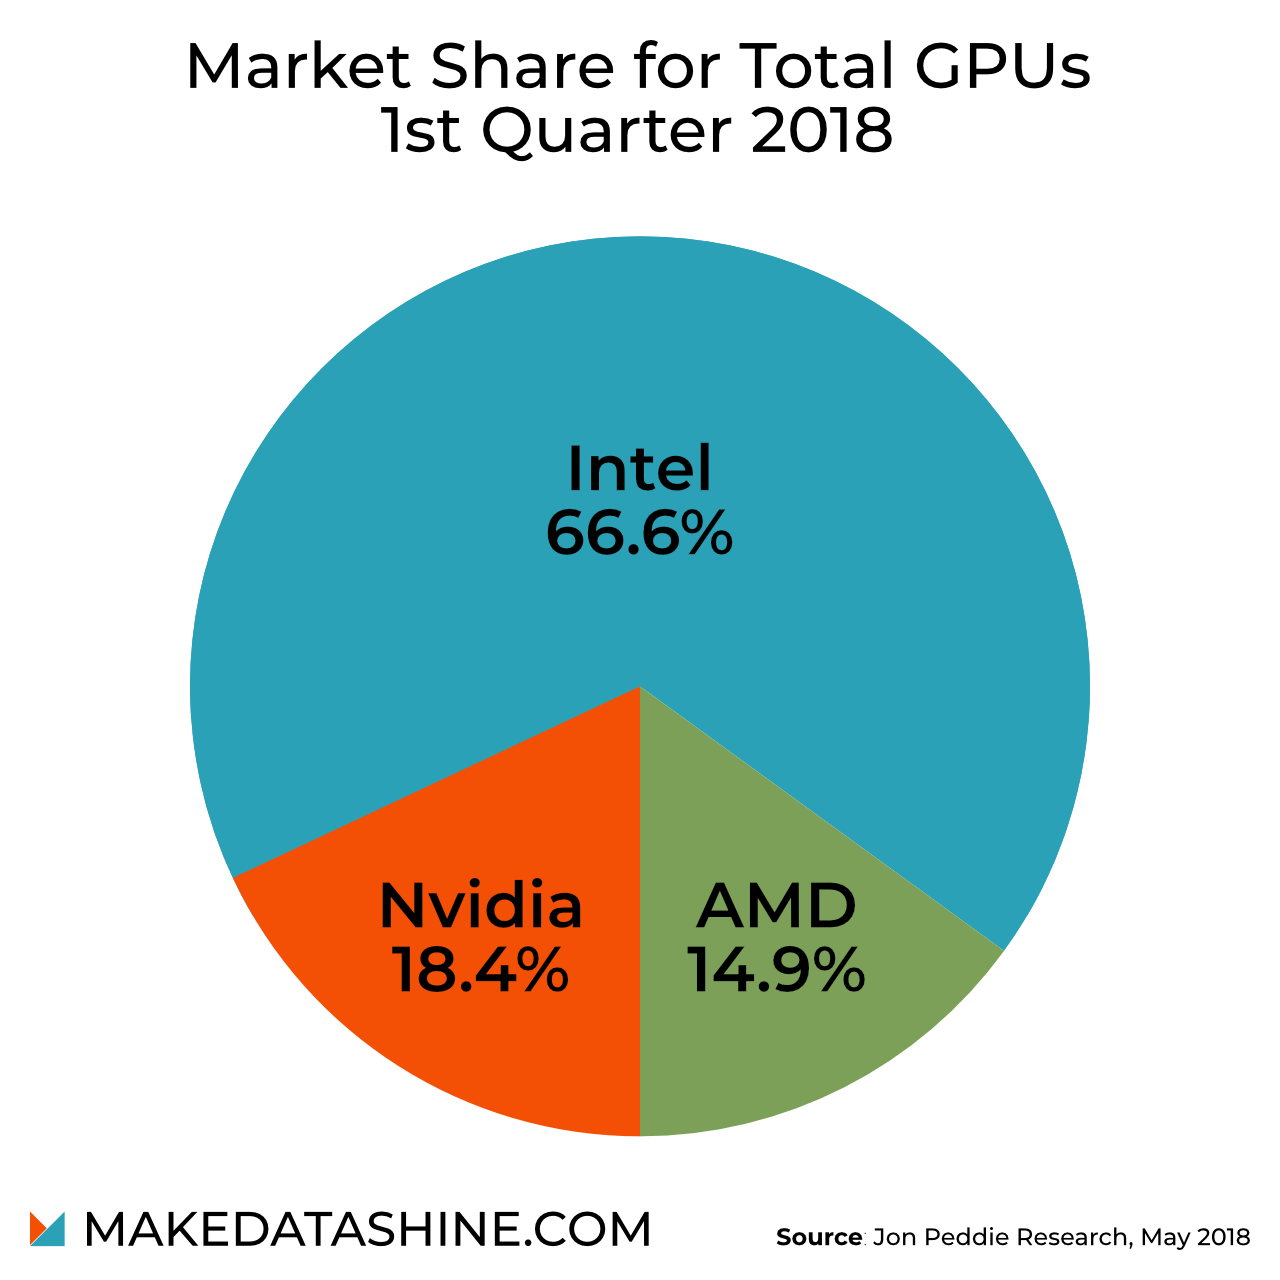 Market Share for Total GPUs
1st Quarter 2018
Intel
66.6%
Nvidia
18.4%
AMD
14.9%
MAKEDATASHINE.COM
Source: Jon Peddie Research, May 2018